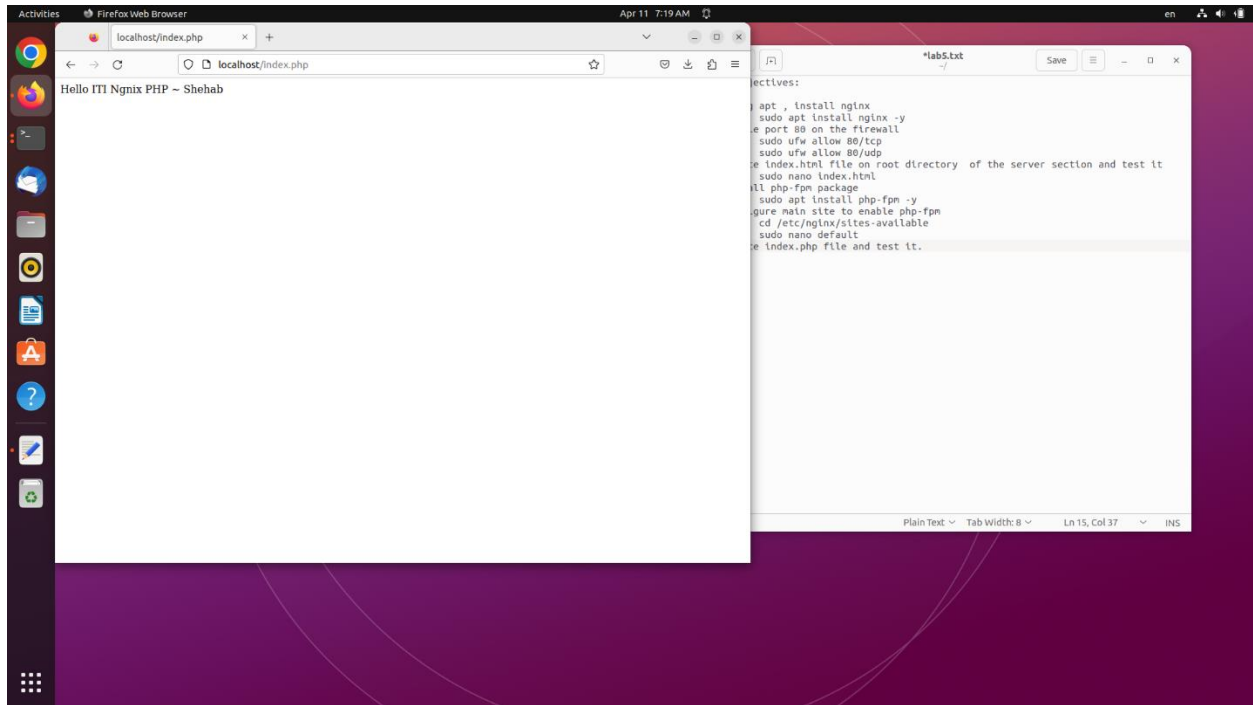 Activities Firefox Web Browser Apr 11 7:19 AM en
localhost/index.php × +
localhost/index.php
Hello ITI Ngnix PHP ~ Shehab
*lab5.txt
~/
Save
ectives:
apt , install nginx
sudo apt install nginx -y
e port 80 on the firewall
sudo ufw allow 80/tcp
sudo ufw allow 80/udp
te index.html file on root directory of the server section and test it
sudo nano index.html
all php-fpm package
sudo apt install php-fpm -y
gure main site to enable php-fpm
cd /etc/nginx/sites-available
sudo nano default
te index.php file and test it.
Plain Text Tab Width: 8 Ln 15, Col 37 INS